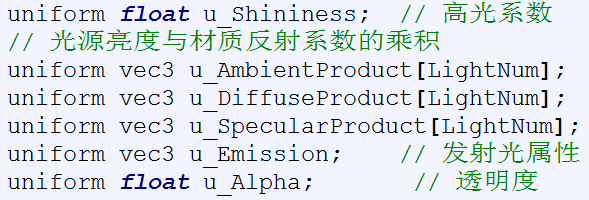 uniform float u_Shininess;  // 高光系数
// 光源亮度与材质反射系数的乘积
uniform vec3 u_AmbientProduct[LightNum];
uniform vec3 u_DiffuseProduct[LightNum];
uniform vec3 u_SpecularProduct[LightNum];
uniform vec3 u_Emission;    // 发射光属性
uniform float u_Alpha;      // 透明度